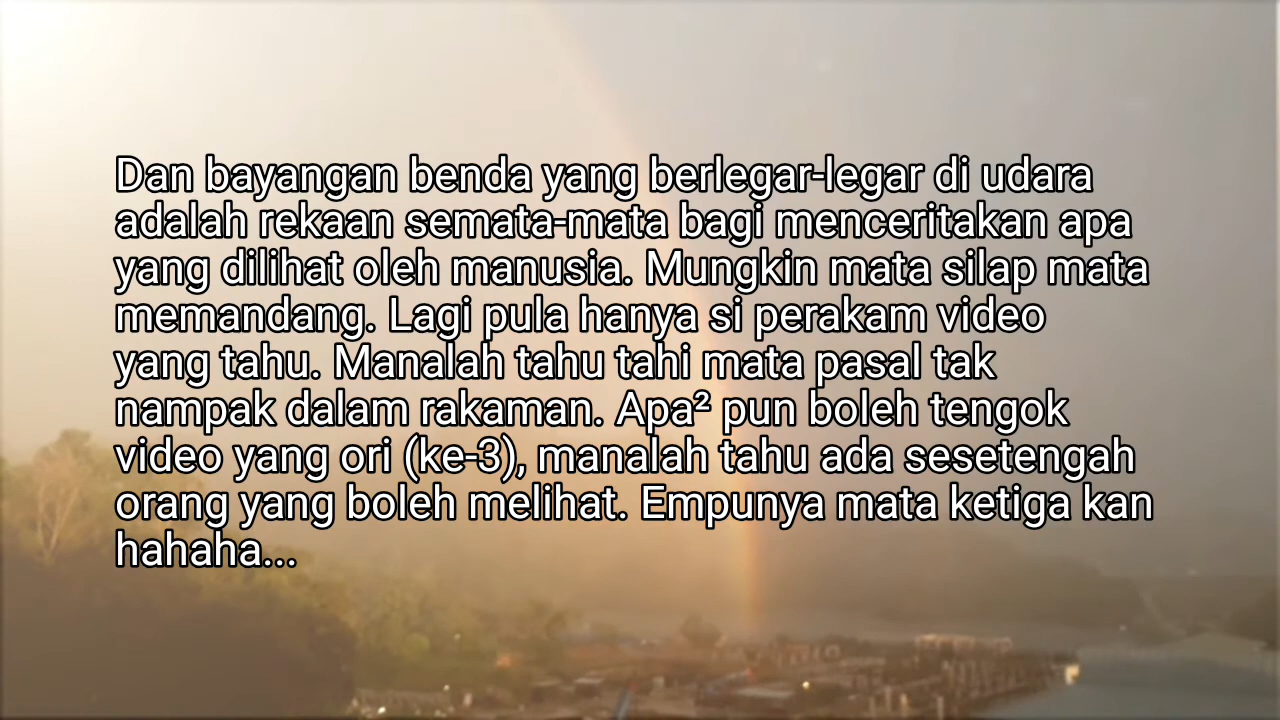 Dan bayangan benda yang berlegar-legar di udara
adalah rekaan semata-mata bagi menceritakan apa
yang dilihat oleh manusia. Mungkin mata silap mata
memandang. Lagi pula hanya si perakam video
yang tahu. Manalah tahu tahi mata pasal tak
nampak dalam rakaman. Apa² pun boleh tengok
video yang ori (ke-3), manalah tahu ada sesetengah
orang yang boleh melihat. Empunya mata ketiga kan
hahaha...